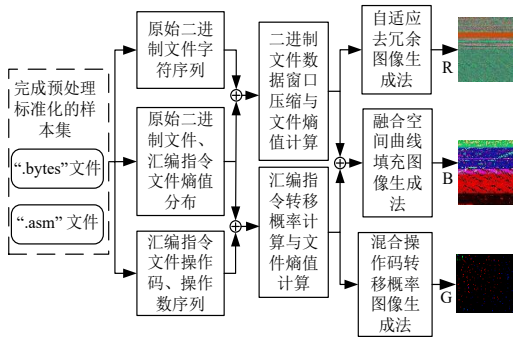 完成预处理
标准化的样
本集
“.bytes”文件
“.asm” 文件
原始二进
制文件字
符序列
原始二进
制文件、
汇编指令
文件熵值
分布
汇编指令
文件操作
码、操作
数序列
二进制
文件数
据窗口
压缩与
文件熵
值计算
汇编指
令转移
概率计
算与文
件熵值
计算
自适应
去冗余
图像生
成法
R
融合空
间曲线
填充图
像生成
法
B
混合操
作码转
移概率
图像生
成法
G